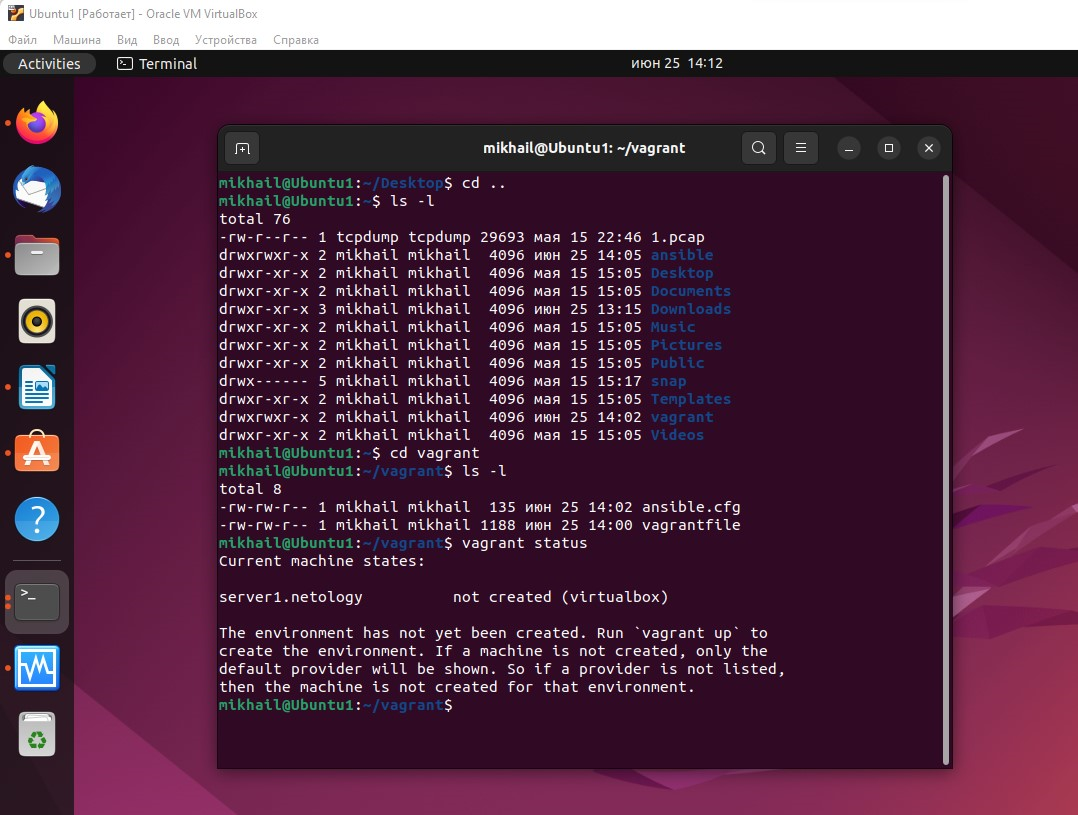 Ubuntu1 [Работает] - Oracle VM VirtualBox
Файл Машина Вид Ввод Устройства Справка
Activities Terminal июн 25 14:12
mikhail@Ubuntu1: ~/vagrant
mikhail@Ubuntu1:~/Desktop$ cd ..
mikhail@Ubuntu1:~$ ls -l
total 76
-rw-r--r-- 1 tcpdump tcpdump 29693 мая 15 22:46 1.pcap
drwxrwxr-x 2 mikhail mikhail  4096 июн 25 14:05 ansible
drwxr-xr-x 2 mikhail mikhail  4096 мая 15 15:05 Desktop
drwxr-xr-x 2 mikhail mikhail  4096 мая 15 15:05 Documents
drwxr-xr-x 3 mikhail mikhail  4096 июн 25 13:15 Downloads
drwxr-xr-x 2 mikhail mikhail  4096 мая 15 15:05 Music
drwxr-xr-x 2 mikhail mikhail  4096 мая 15 15:05 Pictures
drwxr-xr-x 2 mikhail mikhail  4096 мая 15 15:05 Public
drwx------ 5 mikhail mikhail  4096 мая 15 15:17 snap
drwxr-xr-x 2 mikhail mikhail  4096 мая 15 15:05 Templates
drwxrwxr-x 2 mikhail mikhail  4096 июн 25 14:02 vagrant
drwxr-xr-x 2 mikhail mikhail  4096 мая 15 15:05 Videos
mikhail@Ubuntu1:~$ cd vagrant
mikhail@Ubuntu1:~/vagrant$ ls -l
total 8
-rw-rw-r-- 1 mikhail mikhail  135 июн 25 14:02 ansible.cfg
-rw-rw-r-- 1 mikhail mikhail 1188 июн 25 14:00 vagrantfile
mikhail@Ubuntu1:~/vagrant$ vagrant status
Current machine states:
server1.netology          not created (virtualbox)
The environment has not yet been created. Run `vagrant up` to
create the environment. If a machine is not created, only the
default provider will be shown. So if a provider is not listed,
then the machine is not created for that environment.
mikhail@Ubuntu1:~/vagrant$